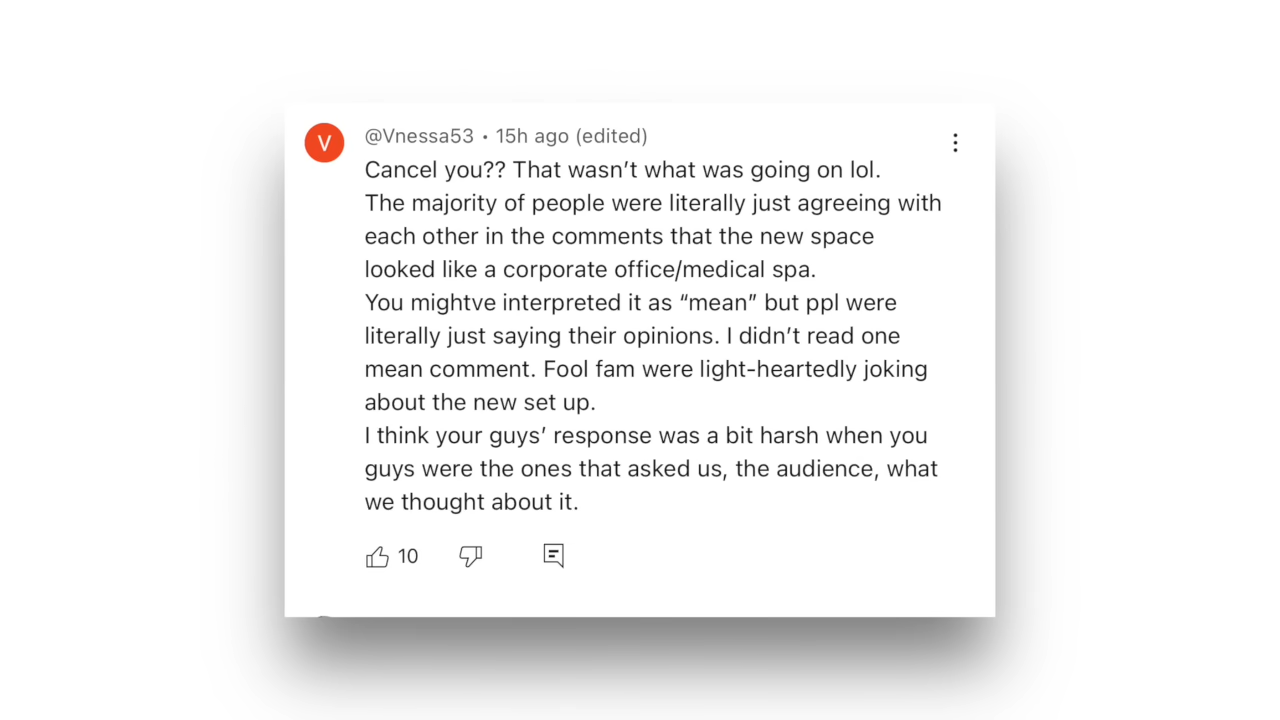 V
@Vnessa53 • 15h ago (edited)
Cancel you?? That wasn’t what was going on lol.
The majority of people were literally just agreeing with
each other in the comments that the new space
looked like a corporate office/medical spa.
You mightve interpreted it as “mean” but ppl were
literally just saying their opinions. I didn’t read one
mean comment. Fool fam were light-heartedly joking
about the new set up.
I think your guys’ response was a bit harsh when you
guys were the ones that asked us, the audience, what
we thought about it.
10